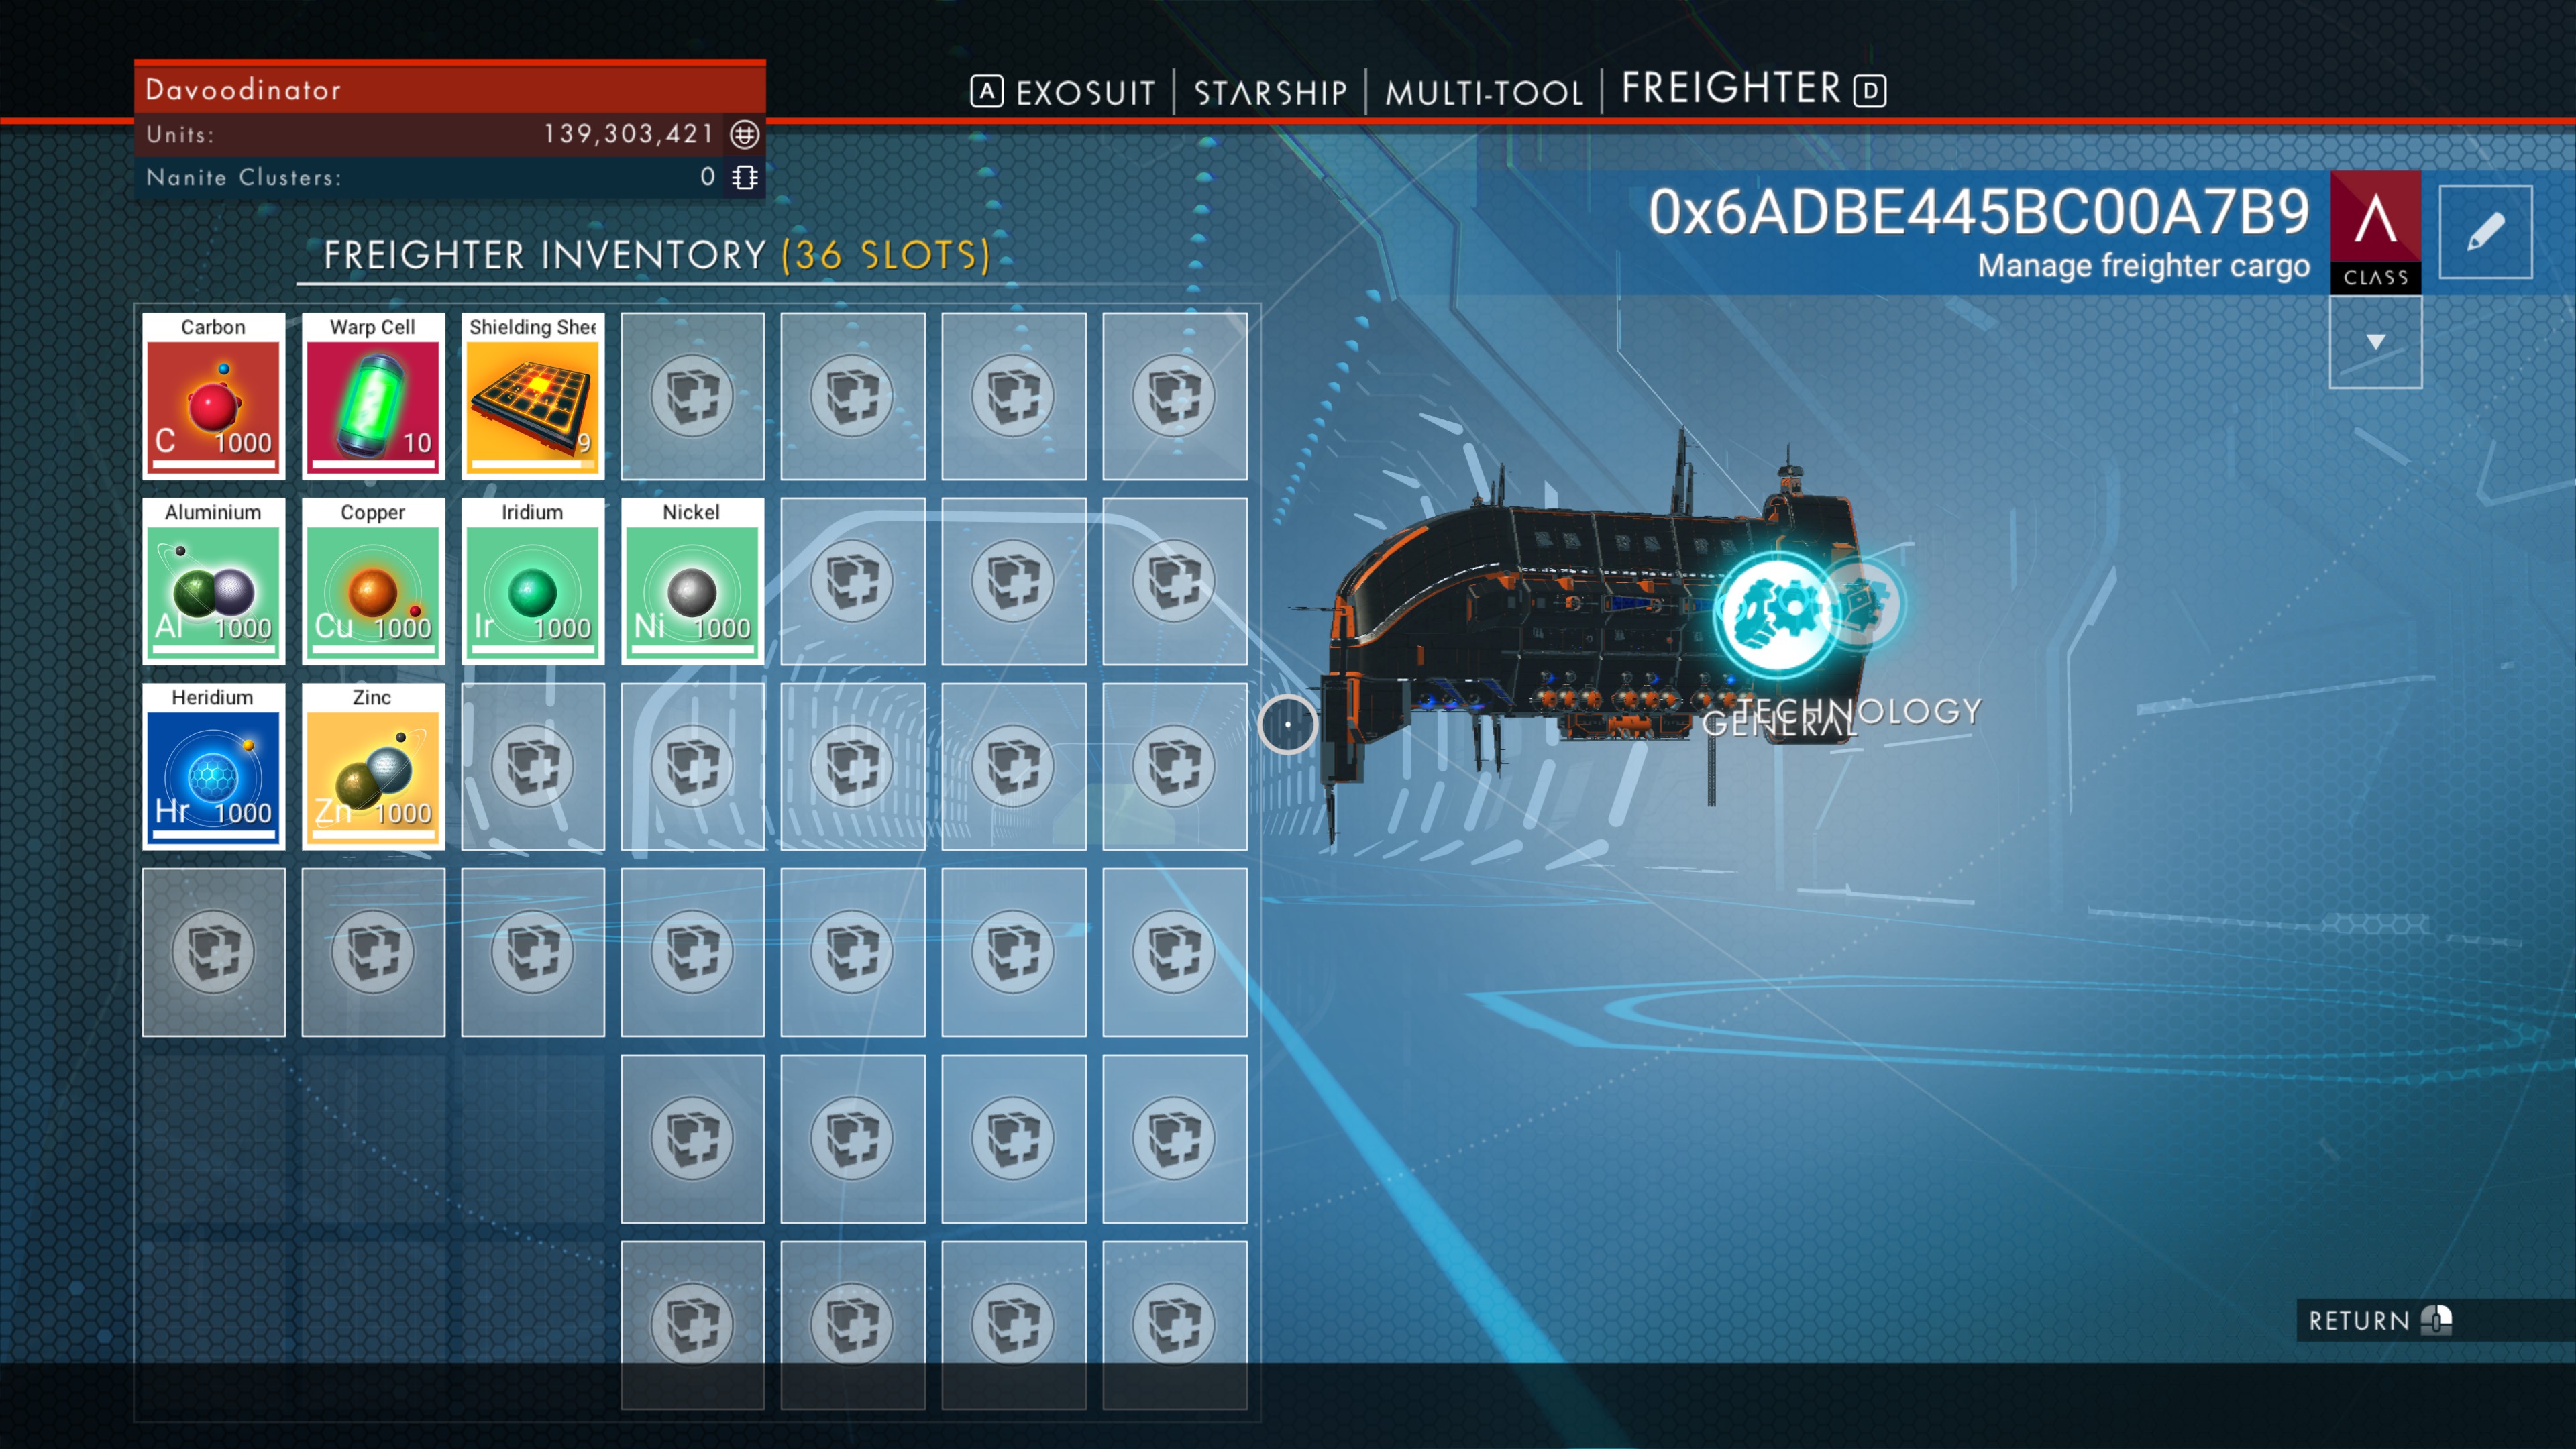 Davoodinator
Units: 139,303,421
Nanite Clusters: 0
A EXOSUIT STARSHIP MULTI-TOOL FREIGHTER D
0x6ADBE445BC00A7B9
Manage freighter cargo
A
CLASS
FREIGHTER INVENTORY (36 SLOTS)
Carbon Warp Cell Shielding Shee
C 1000 10 9
Aluminium Copper Iridium Nickel
Al 1000 Cu 1000 Ir 1000 Ni 1000
Heridium Zinc
Hr 1000 Zn 1000
TECHNOLOGY
GENERAL
RETURN